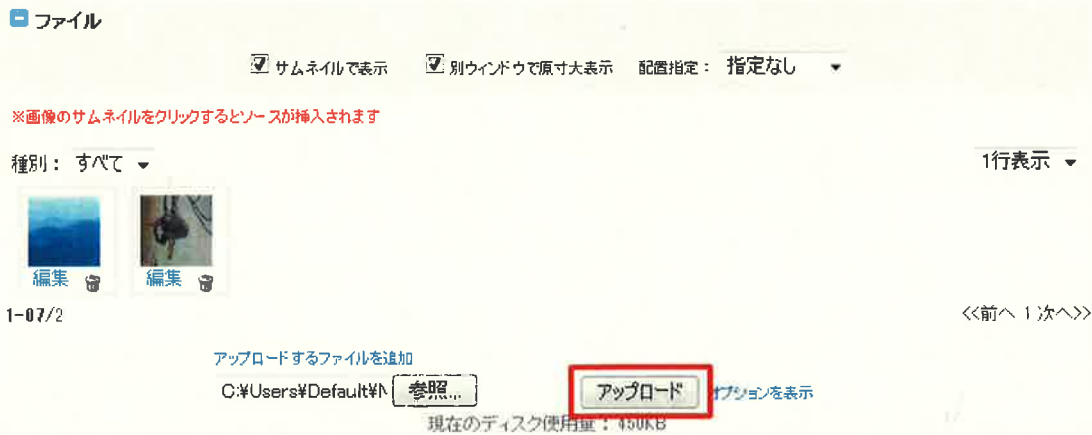 ファイル
サムネイルで表示 別ウィンドウで原寸大表示 配置指定： 指定なし
※画像のサムネイルをクリックするとソースが挿入されます
種別： すべて 1行表示
編集 編集
1-07/2 <<前へ 1 次へ>>
アップロードするファイルを追加
C:¥Users¥Default¥ 参照... アップロード オプションを表示
現在のディスク使用量：450KB